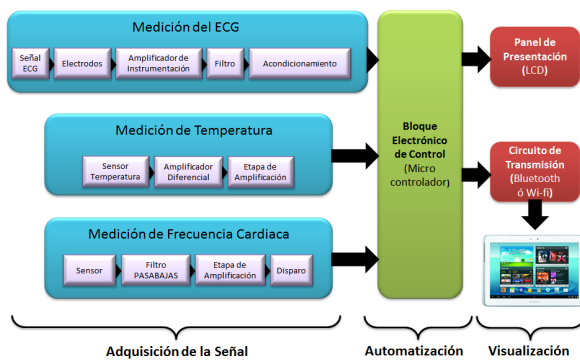 Medición del ECG
Señal
ECG
Electrodos
Amplificador de
Instrumentación
Filtro
Acondicionamiento
Medición de Temperatura
Sensor
Temperatura
Amplificador
Diferencial
Etapa de
Amplificación
Medición de Frecuencia Cardiaca
Sensor
Filtro
PASABAJAS
Etapa de
Amplificación
Disparo
Bloque
Electrónico
de Control
(Micro
controlador)
Panel de
Presentación
(LCD)
Circuito de
Transmisión
(Bluetooth
ó Wi-fi)
Adquisición de la Señal
Automatización
Visualización